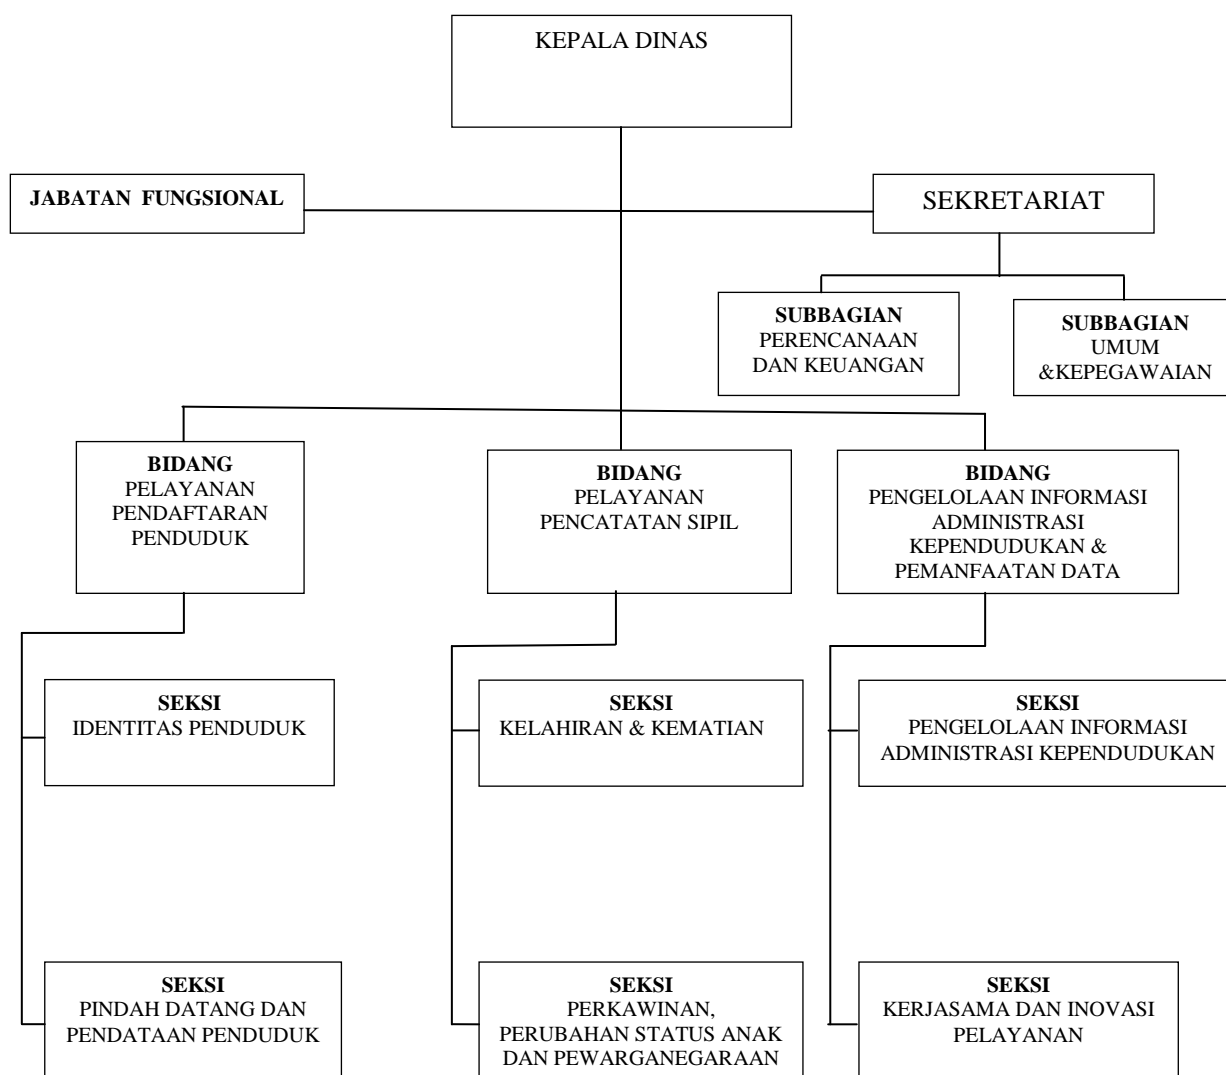 KEPALA DINAS
JABATAN FUNGSIONAL
SEKRETARIAT
SUBBAGIAN
PERENCANAAN
DAN KEUANGAN
SUBBAGIAN
UMUM
&KEPEGAWAIAN
BIDANG
PELAYANAN
PENDAFTARAN
PENDUDUK
BIDANG
PELAYANAN
PENCATATAN SIPIL
BIDANG
PENGELOLAAN INFORMASI
ADMINISTRASI
KEPENDUDUKAN &
PEMANFAATAN DATA
SEKSI
IDENTITAS PENDUDUK
SEKSI
KELAHIRAN & KEMATIAN
SEKSI
PENGELOLAAN INFORMASI
ADMINISTRASI KEPENDUDUKAN
SEKSI
PINDAH DATANG DAN
PENDATAAN PENDUDUK
SEKSI
PERKAWINAN,
PERUBAHAN STATUS ANAK
DAN PEWARGANEGARAAN
SEKSI
KERJASAMA DAN INOVASI
PELAYANAN